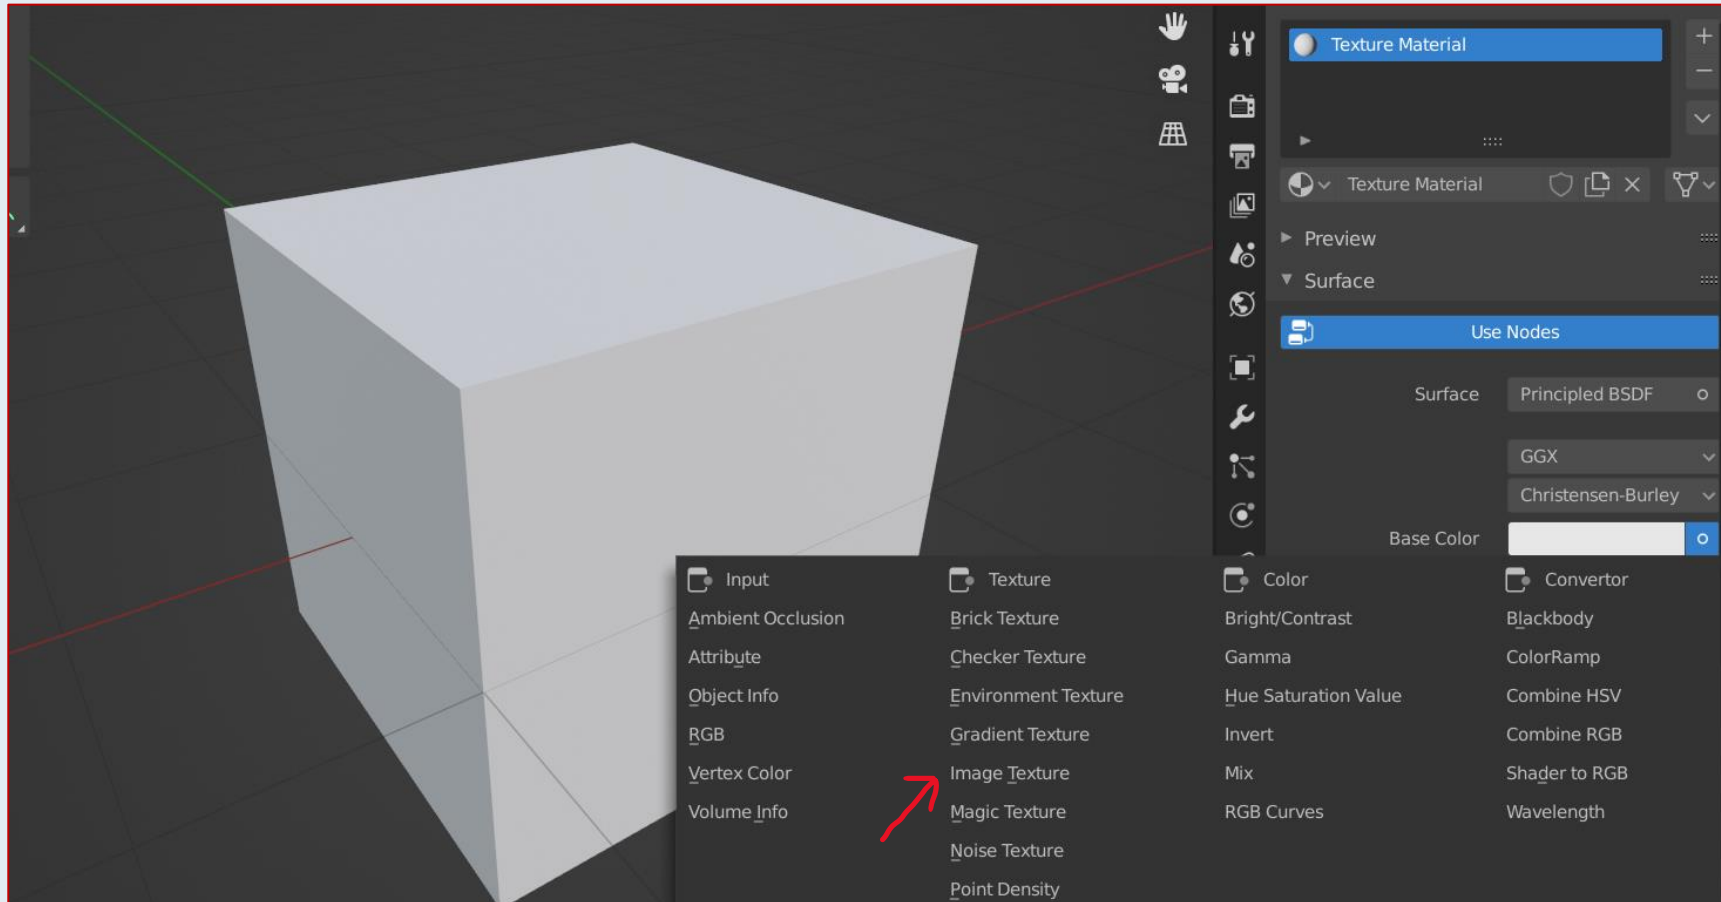 Texture Material
Texture Material
Preview
Surface
Use Nodes
Surface Principled BSDF
GGX
Christensen-Burley
Base Color
Input
Ambient Occlusion
Attribute
Object Info
RGB
Vertex Color
Volume Info
Texture
Brick Texture
Checker Texture
Environment Texture
Gradient Texture
Image Texture
Magic Texture
Noise Texture
Point Density
Color
Bright/Contrast
Gamma
Hue Saturation Value
Invert
Mix
RGB Curves
Convertor
Blackbody
ColorRamp
Combine HSV
Combine RGB
Shader to RGB
Wavelength